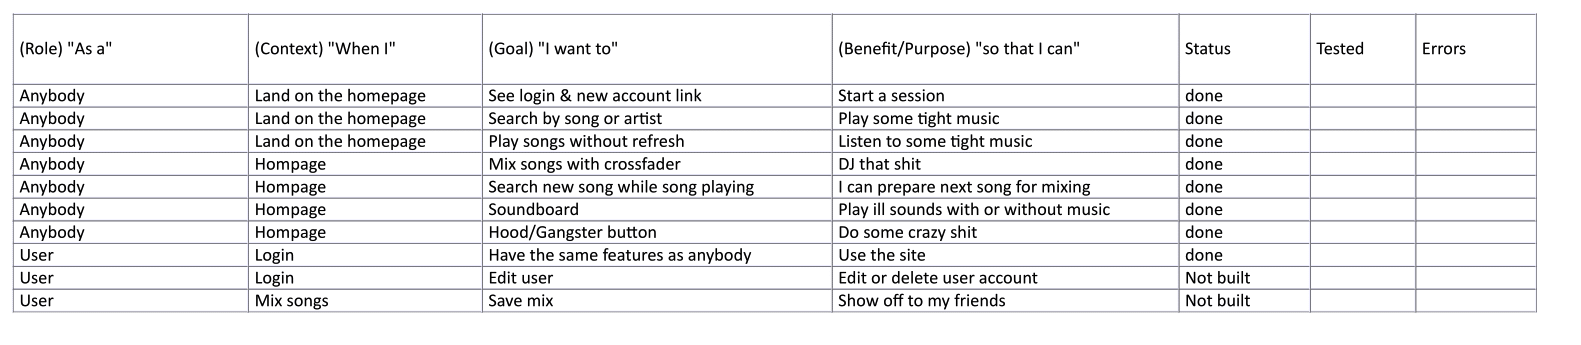 (Role) "As a" (Context) "When I" (Goal) "I want to" (Benefit/Purpose) "so that I can" Status Tested Errors
Anybody Land on the homepage See login & new account link Start a session done
Anybody Land on the homepage Search by song or artist Play some tight music done
Anybody Land on the homepage Play songs without refresh Listen to some tight music done
Anybody Hompage Mix songs with crossfader DJ that shit done
Anybody Hompage Search new song while song playing I can prepare next song for mixing done
Anybody Hompage Soundboard Play ill sounds with or without music done
Anybody Hompage Hood/Gangster button Do some crazy shit done
User Login Have the same features as anybody Use the site done
User Login Edit user Edit or delete user account Not built
User Mix songs Save mix Show off to my friends Not built